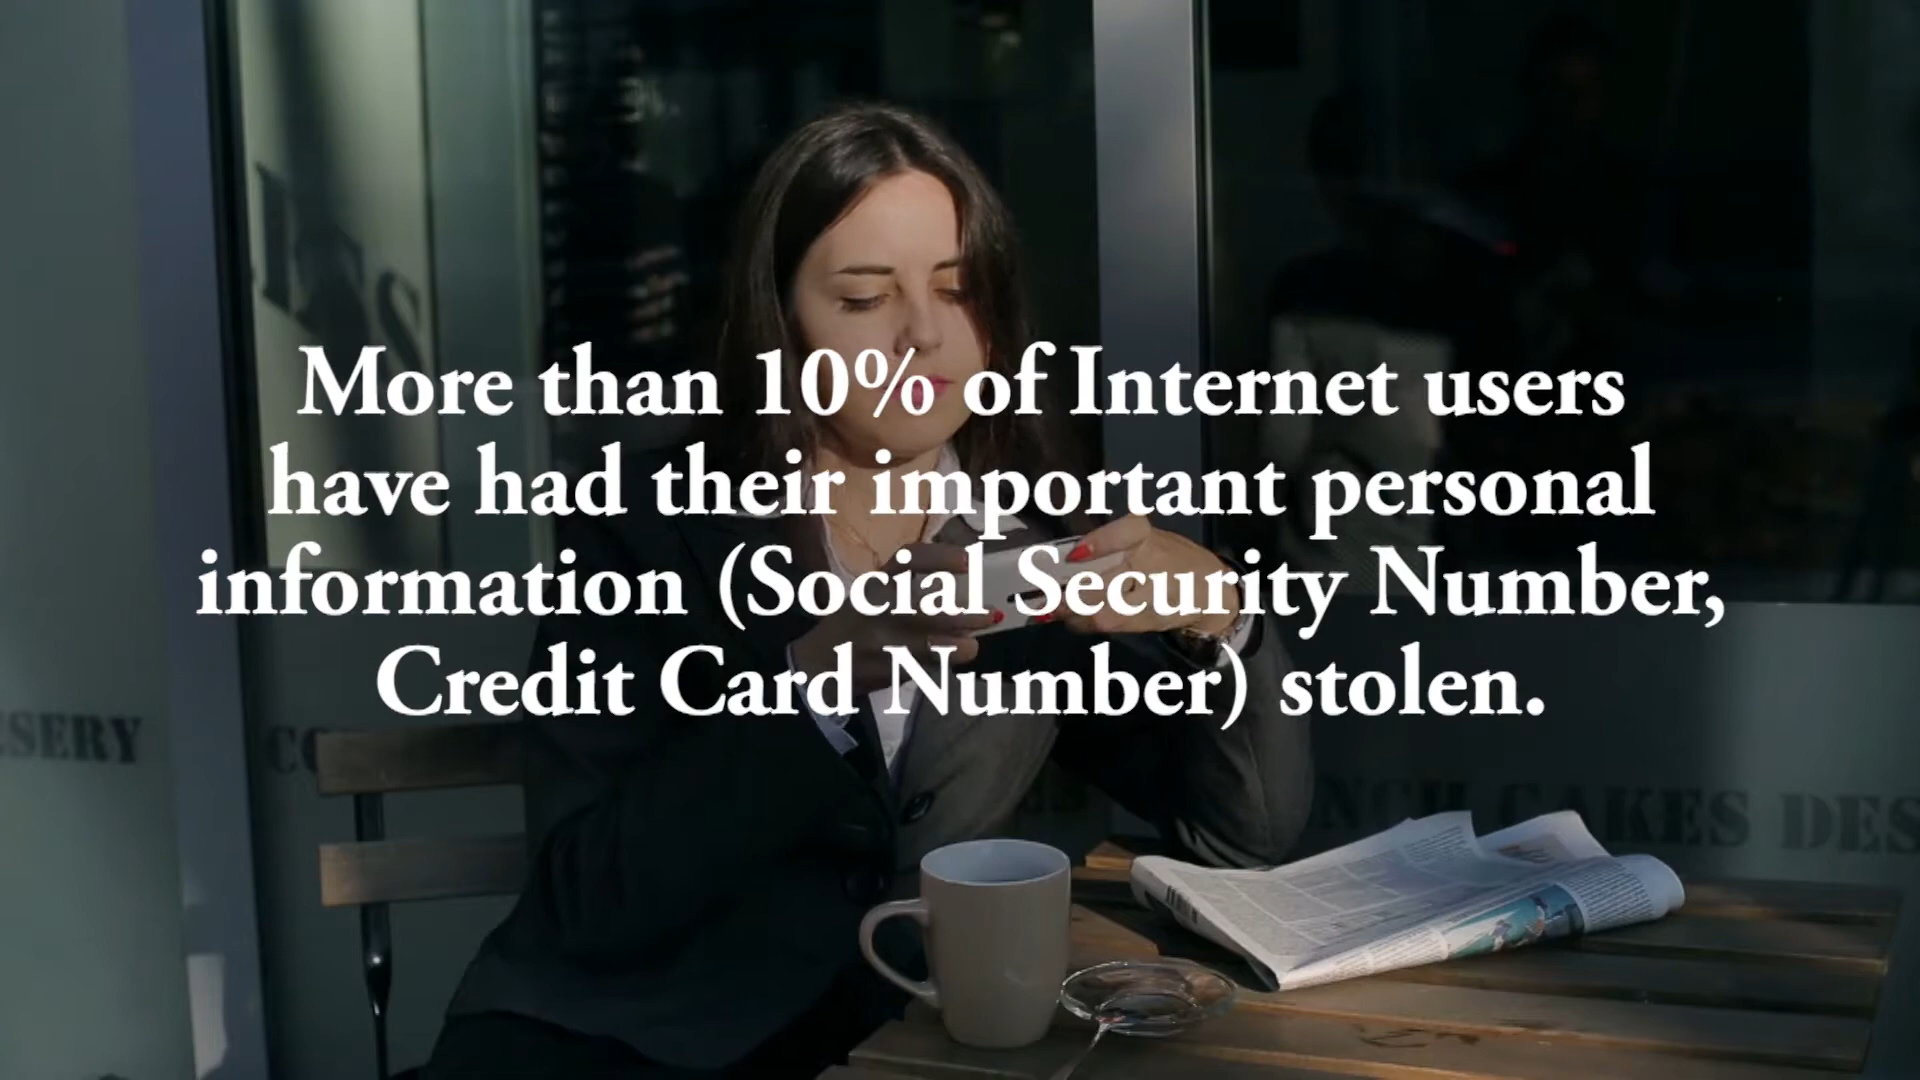 More than 10% of Internet users
have had their important personal
information (Social Security Number,
Credit Card Number) stolen.
SERY
CAKES DES